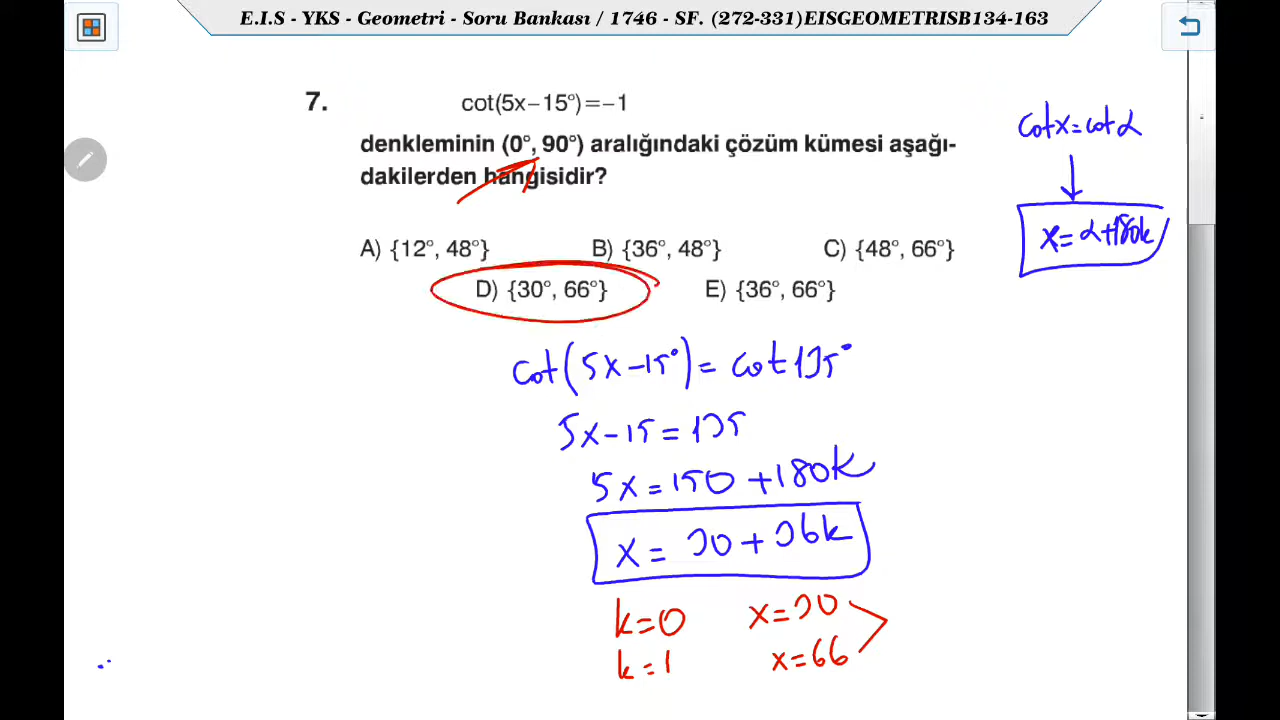 E.I.S - YKS - Geometri - Soru Bankası / 1746 - SF. (272-331)EISGEOMETRISB134-163
7. cot(5x-15°)=-1
denkleminin (0°, 90°) aralığındaki çözüm kümesi aşağı-
dakilerden hangisidir?
A) {12°, 48°} B) {36°, 48°} C) {48°, 66°}
D) {30°, 66°} E) {36°, 66°}
cotx=cotα
x=α+180k
cot(5x-15°)=cot135°
5x-15=135
5x=150+180k
x=30+36k
k=0 x=30
k=1 x=66